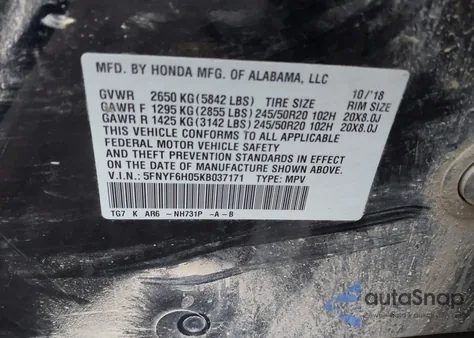 MFD. BY HONDA MFG. OF ALABAMA, LLC
GVWR 2650 KG (5842 LBS) TIRE SIZE 10/'18 RIM SIZE
GAWR F 1295 KG (2855 LBS) 245/50R20 102H 20X8.0J
GAWR R 1425 KG (3142 LBS) 245/50R20 102H 20X8.0J
THIS VEHICLE CONFORMS TO ALL APPLICABLE
FEDERAL MOTOR VEHICLE SAFETY
AND THEFT PREVENTION STANDARDS IN EFFECT
ON THE DATE OF MANUFACTURE SHOWN ABOVE.
V.I.N.: 5FNYF6H05KB037171 TYPE: MPV
TG7 K AR6 -NH731P -A-B
autoSnap